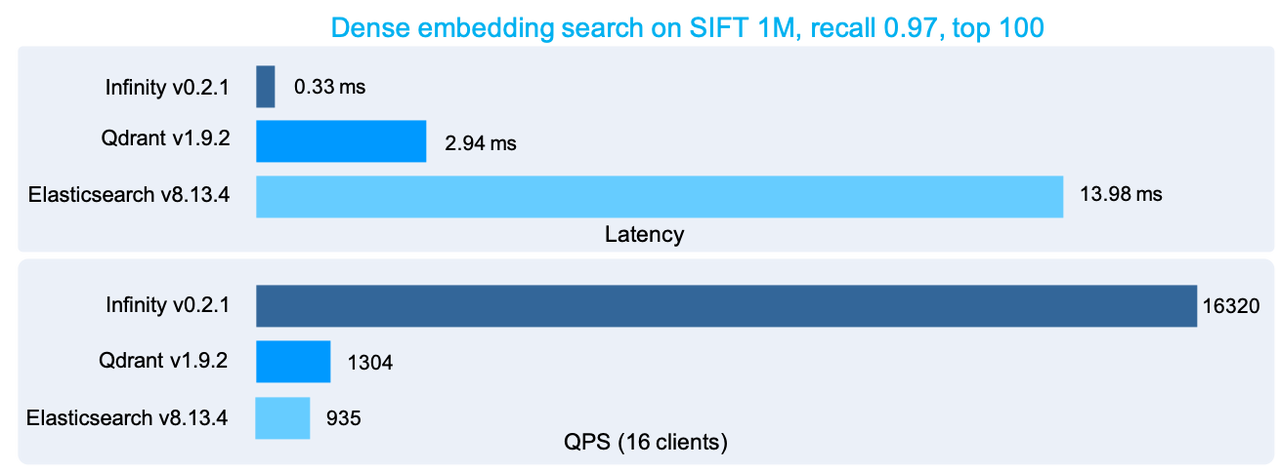 Dense embedding search on SIFT 1M, recall 0.97, top 100
Infinity v0.2.1 0.33 ms
Qdrant v1.9.2 2.94 ms
Elasticsearch v8.13.4 13.98 ms
Latency
Infinity v0.2.1 16320
Qdrant v1.9.2 1304
Elasticsearch v8.13.4 935
QPS (16 clients)